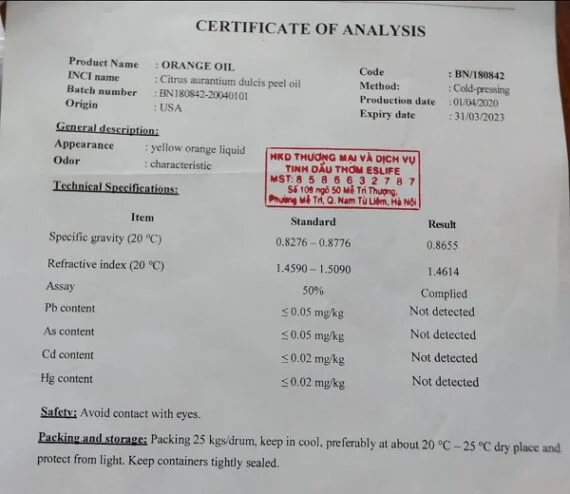 CERTIFICATE OF ANALYSIS
Product Name : ORANGE OIL
INCI name : Citrus aurantium dulcis peel oil
Batch number : BN180842-20040101
Origin : USA
Code : BN/180842
Method: : Cold-pressing
Production date : 01/04/2020
Expiry date : 31/03/2023
General description:
Appearance : yellow orange liquid
Odor : characteristic
HKD THƯƠNG MẠI VÀ DỊCH VỤ
TINH DẦU THƠM ESLIFE
MST: 8 5 8 6 6 3 2 7 8 7
Số 109 ngõ 50 Mễ Trì Thượng,
Phường Mễ Trì, Q. Nam Từ Liêm, Hà Nội
Technical Specifications:
Item Standard Result
Specific gravity (20 °C) 0.8276 – 0.8776 0.8655
Refractive index (20 °C) 1.4590 – 1.5090 1.4614
Assay 50% Complied
Pb content ≤ 0.05 mg/kg Not detected
As content ≤ 0.05 mg/kg Not detected
Cd content ≤ 0.02 mg/kg Not detected
Hg content ≤ 0.02 mg/kg Not detected
Safety: Avoid contact with eyes.
Packing and storage: Packing 25 kgs/drum, keep in cool, preferably at about 20 °C – 25 °C dry place and
protect from light. Keep containers tightly sealed.